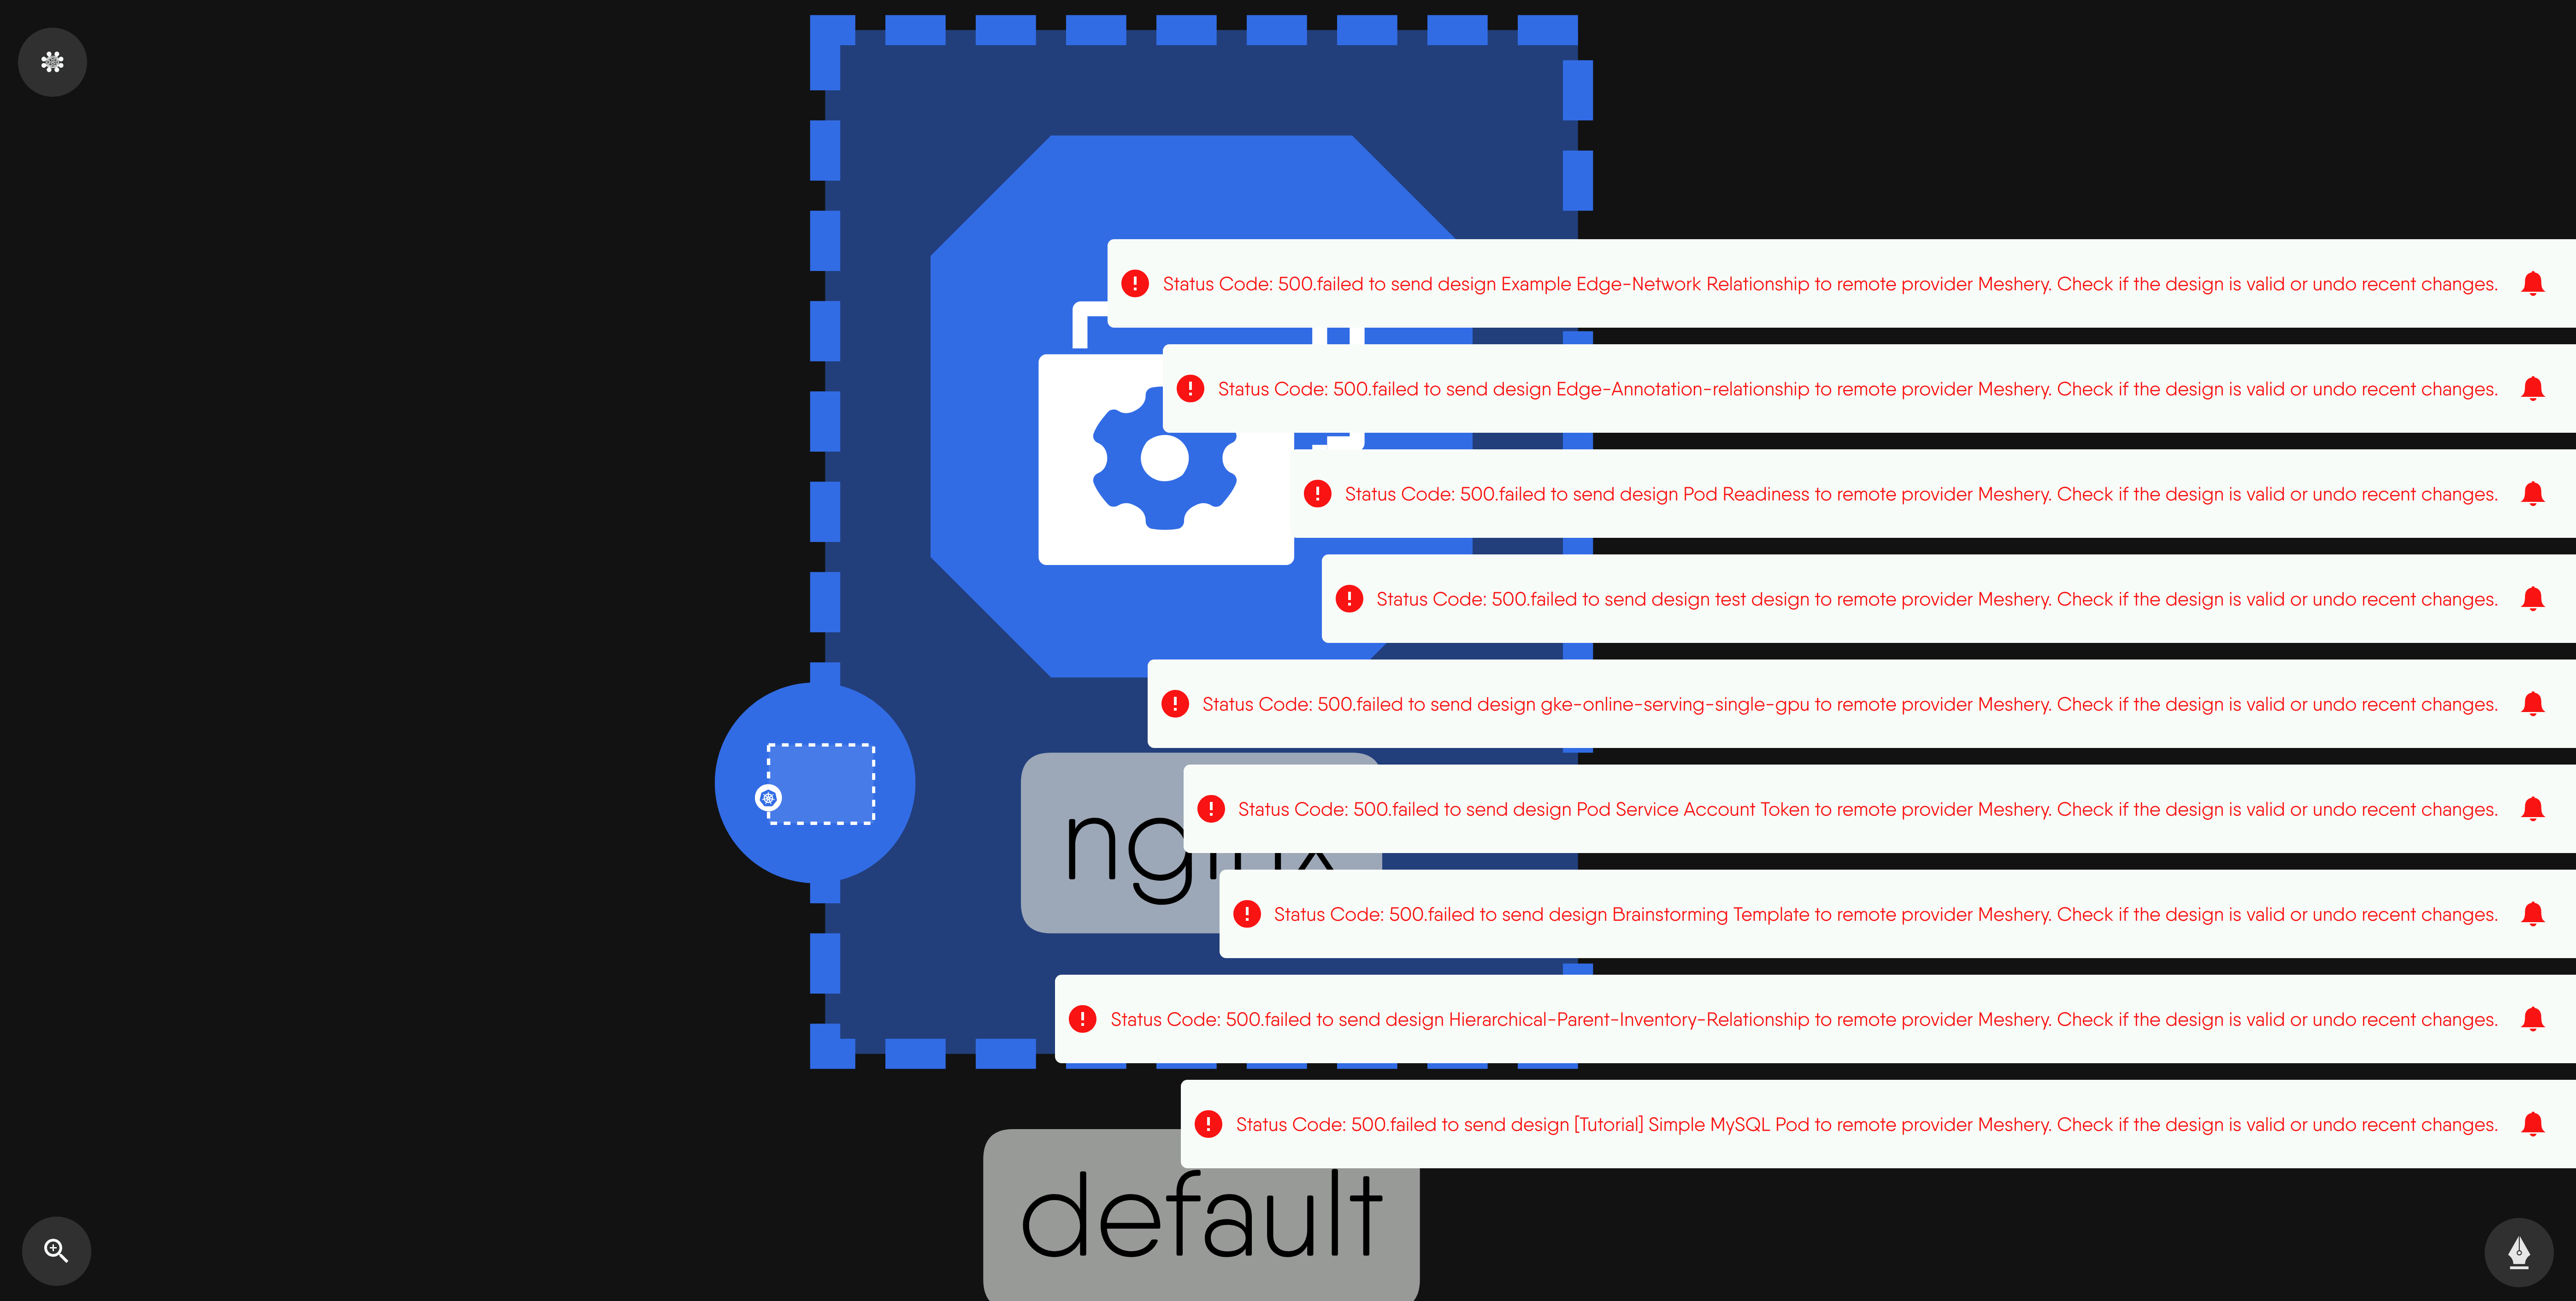 Status Code: 500.failed to send design Example Edge-Network Relationship to remote provider Meshery. Check if the design is valid or undo recent changes.
Status Code: 500.failed to send design Edge-Annotation-relationship to remote provider Meshery. Check if the design is valid or undo recent changes.
Status Code: 500.failed to send design Pod Readiness to remote provider Meshery. Check if the design is valid or undo recent changes.
Status Code: 500.failed to send design test design to remote provider Meshery. Check if the design is valid or undo recent changes.
Status Code: 500.failed to send design gke-online-serving-single-gpu to remote provider Meshery. Check if the design is valid or undo recent changes.
Status Code: 500.failed to send design Pod Service Account Token to remote provider Meshery. Check if the design is valid or undo recent changes.
nginx
Status Code: 500.failed to send design Brainstorming Template to remote provider Meshery. Check if the design is valid or undo recent changes.
Status Code: 500.failed to send design Hierarchical-Parent-Inventory-Relationship to remote provider Meshery. Check if the design is valid or undo recent changes.
Status Code: 500.failed to send design [Tutorial] Simple MySQL Pod to remote provider Meshery. Check if the design is valid or undo recent changes.
default